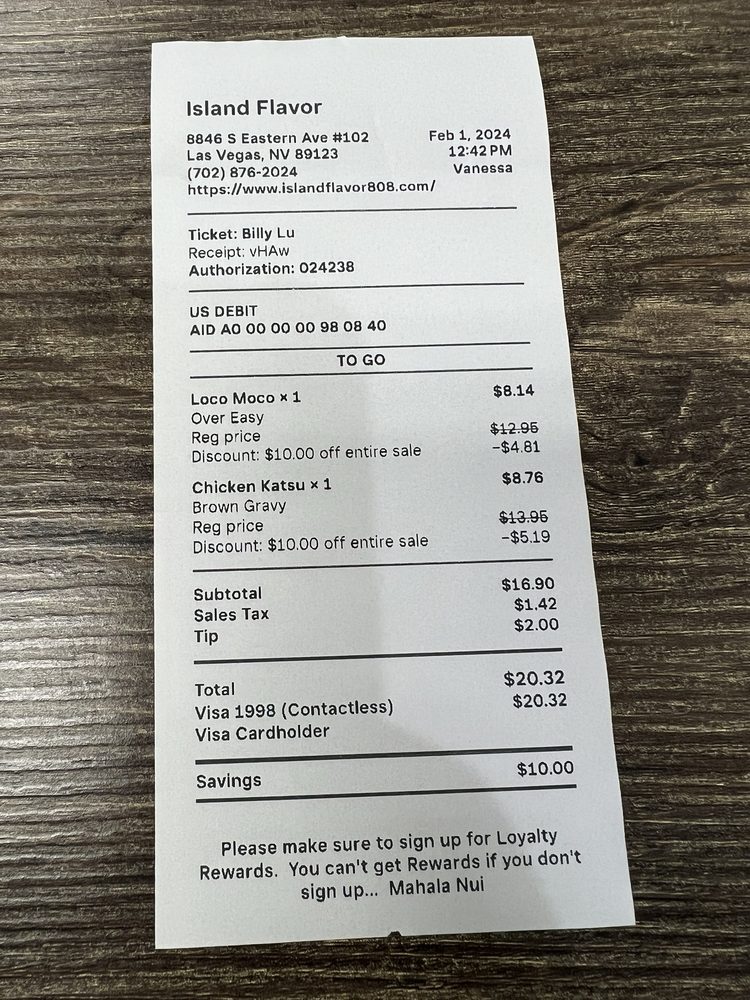 Island Flavor
8846 S Eastern Ave #102 Feb 1, 2024
Las Vegas, NV 89123 12:42 PM
(702) 876-2024 Vanessa
https://www.islandflavor808.com/
Ticket: Billy Lu
Receipt: vHAw
Authorization: 024238
US DEBIT
AID A0 00 00 00 98 08 40
TO GO
Loco Moco × 1 $8.14
Over Easy
Reg price $12.95
Discount: $10.00 off entire sale -$4.81
Chicken Katsu × 1 $8.76
Brown Gravy
Reg price $13.95
Discount: $10.00 off entire sale -$5.19
Subtotal $16.90
Sales Tax $1.42
Tip $2.00
Total $20.32
Visa 1998 (Contactless) $20.32
Visa Cardholder
Savings $10.00
Please make sure to sign up for Loyalty
Rewards. You can't get Rewards if you don't
sign up... Mahala Nui